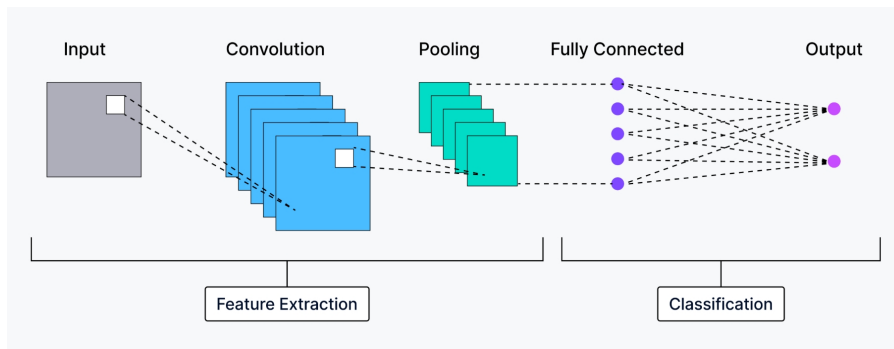 Input
Convolution
Pooling
Fully Connected
Output
Feature Extraction
Classification